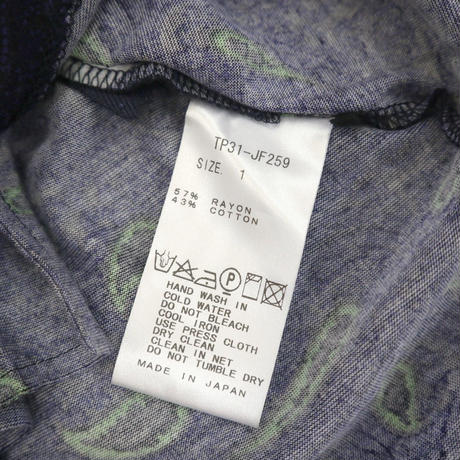 TP31-JF259
SIZE. 1
57% RAYON
43% COTTON
P
HAND WASH IN
COLD WATER
DO NOT BLEACH
COOL IRON
USE PRESS CLOTH
DRY CLEAN
CLEAN IN NET
DO NOT TUMBLE DRY
MADE IN JAPAN